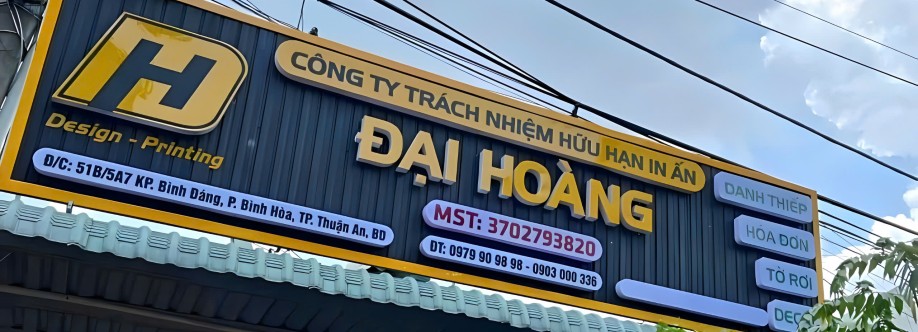 H
Design - Printing
CÔNG TY TRÁCH NHIỆM HỮU HẠN IN ẤN
ĐẠI HOÀNG
Đ/C: 51B/5A7 KP. Bình Đáng, P. Bình Hòa, TP. Thuận An, BD
MST: 3702793820
ĐT: 0979 90 98 98 - 0903 000 336
DANH THIẾP
HÓA ĐƠN
TỜ RƠI